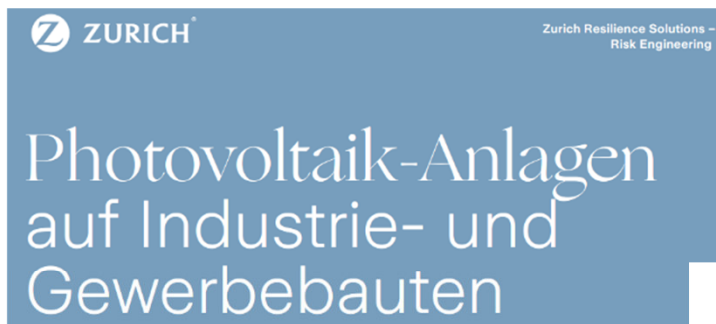 ZURICH®
Zurich Resilience Solutions –
Risk Engineering
Photovoltaik-Anlagen
auf Industrie- und
Gewerbebauten